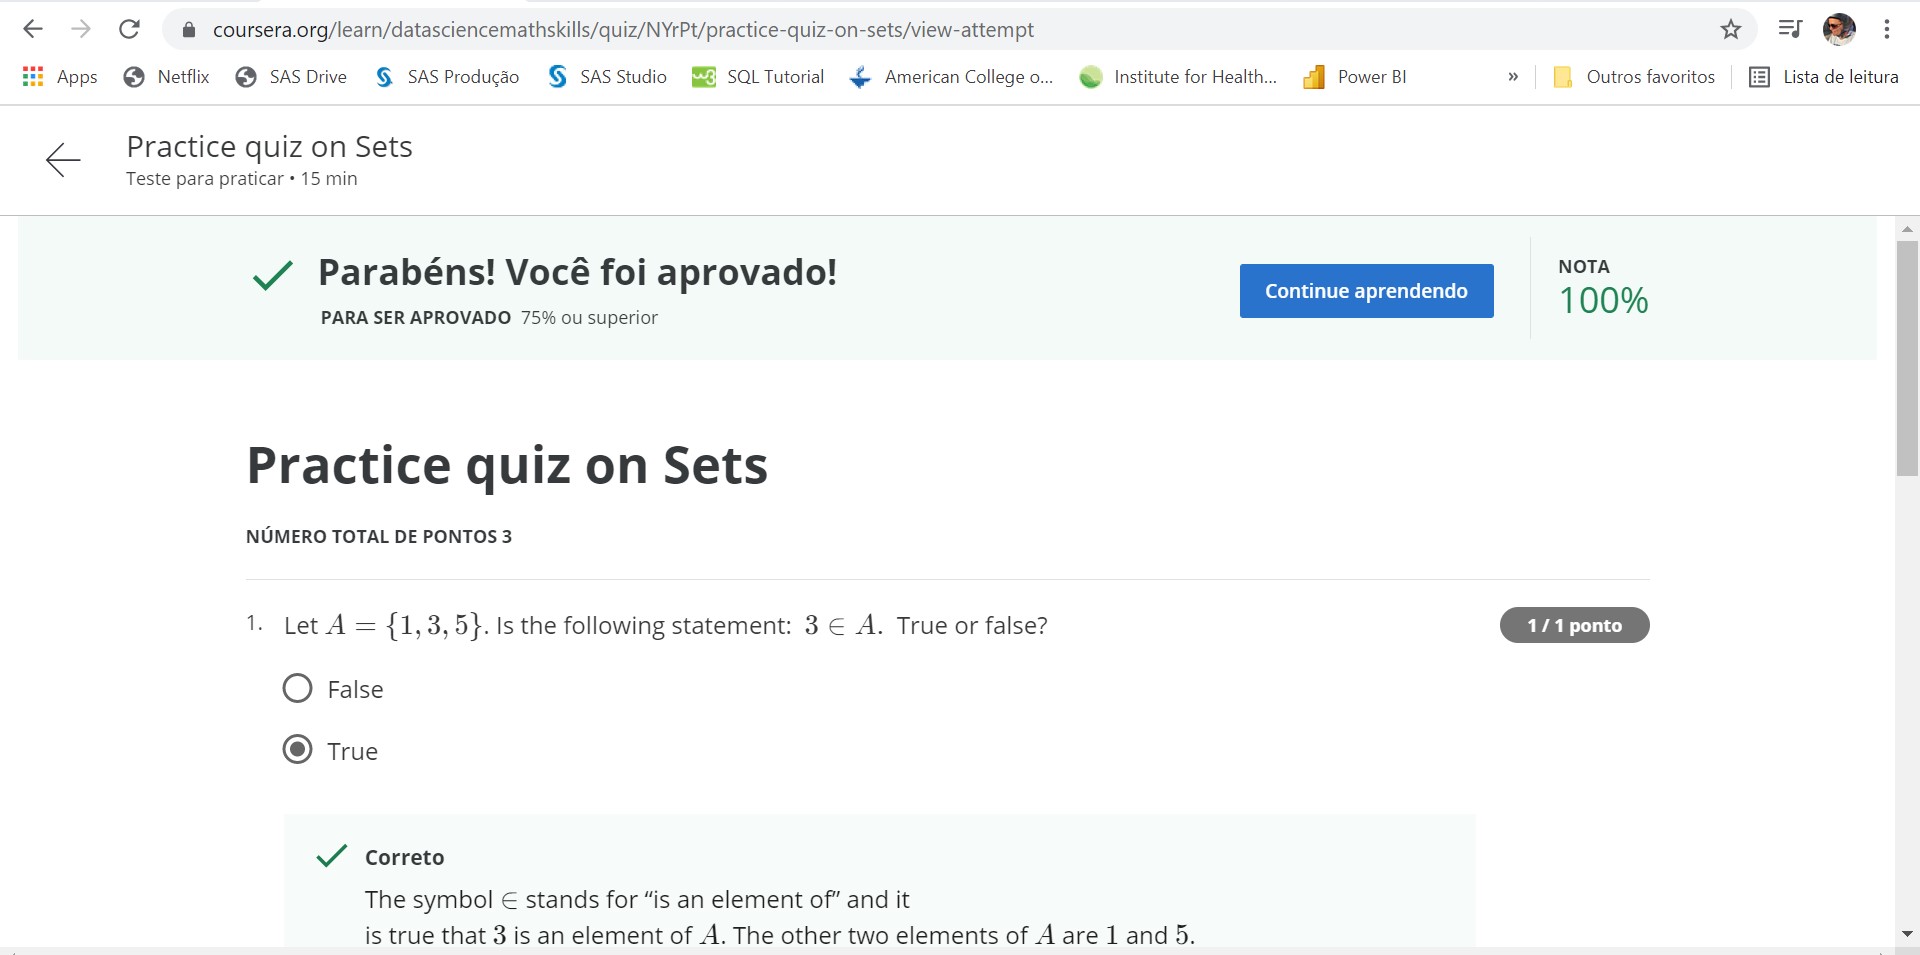 coursera.org/learn/datasciencemathskills/quiz/NYrPt/practice-quiz-on-sets/view-attempt
Apps Netflix SAS Drive SAS Produção SAS Studio w3 SQL Tutorial American College o... Institute for Health... Power BI » Outros favoritos Lista de leitura
Practice quiz on Sets
Teste para praticar • 15 min
Parabéns! Você foi aprovado!
PARA SER APROVADO 75% ou superior
Continue aprendendo
NOTA
100%
Practice quiz on Sets
NÚMERO TOTAL DE PONTOS 3
1. Let A = {1, 3, 5}. Is the following statement: 3 ∈ A. True or false?
1 / 1 ponto
False
True
Correto
The symbol ∈ stands for “is an element of” and it
is true that 3 is an element of A. The other two elements of A are 1 and 5.